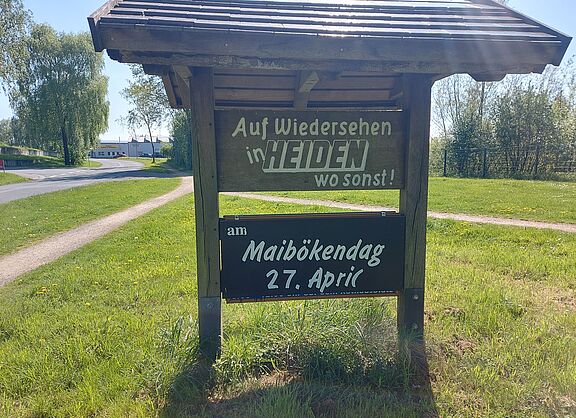 Auf Wiedersehen
in HEIDEN
wo sonst!
am
Maibökendag
27. April